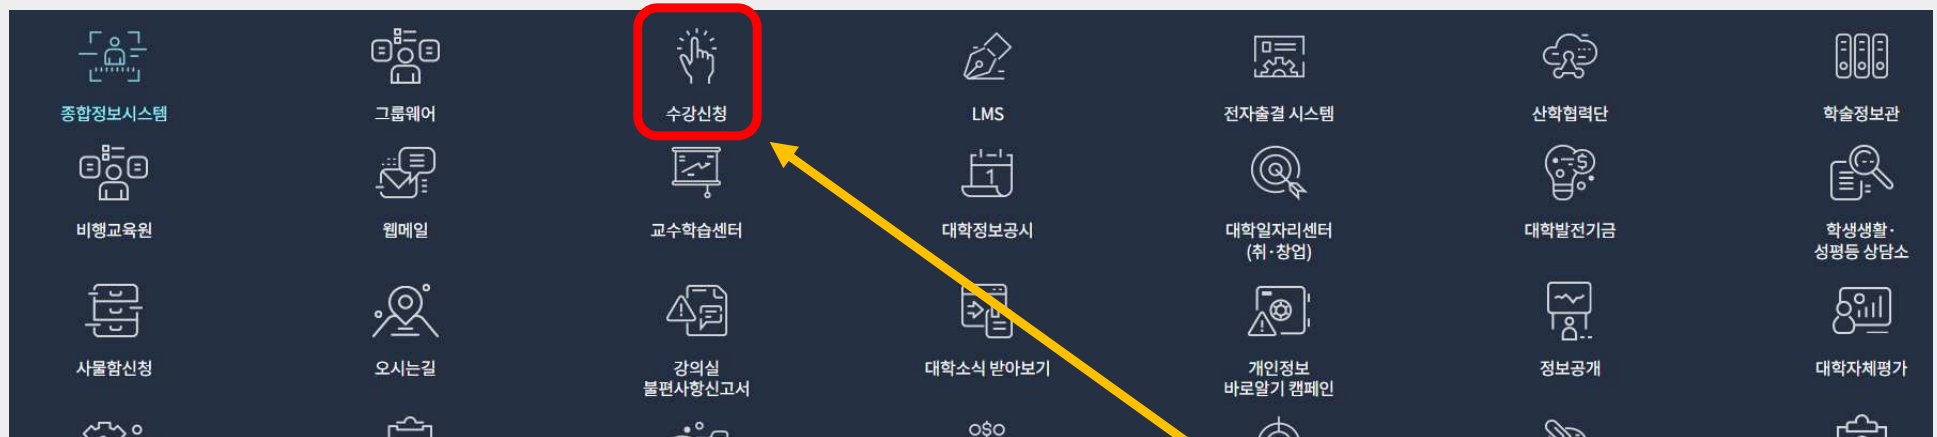 종합정보시스템
그룹웨어
수강신청
LMS
전자출결 시스템
산학협력단
학술정보관
비행교육원
웹메일
교수학습센터
1
대학정보공시
대학일자리센터
(취·창업)
대학발전기금
학생생활·
성평등 상담소
사물함신청
오시는길
강의실
불편사항신고서
대학소식 받아보기
개인정보
바로알기 캠페인
정보공개
대학자체평가